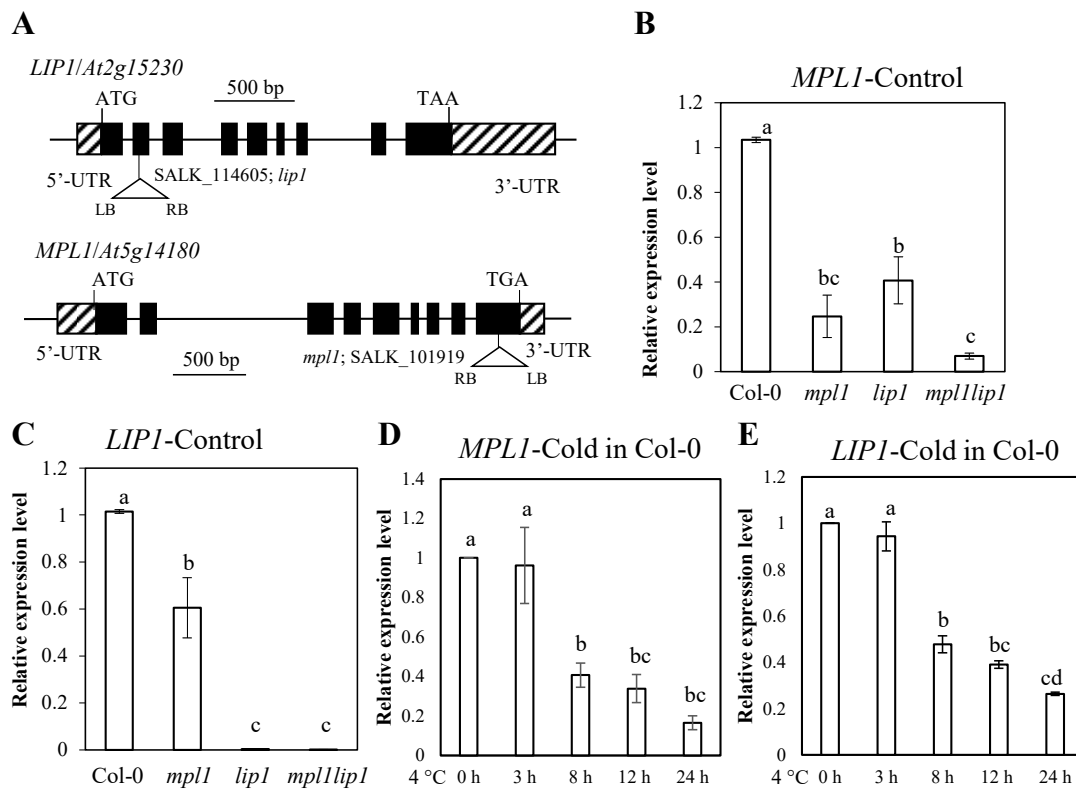 A
LIP1/At2g15230
ATG
500 bp
TAA
5’-UTR
SALK_114605; lip1
3’-UTR
LB
RB
MPL1/At5g14180
ATG
TGA
5’-UTR
500 bp
mpl1; SALK_101919
3’-UTR
RB
LB
B
MPL1-Control
Relative expression level
1.2
1
0.8
0.6
0.4
0.2
0
a
bc
b
c
Col-0 mpl1 lip1 mpl1lip1
C
LIP1-Control
Relative expression level
1.2
1
0.8
0.6
0.4
0.2
0
a
b
c
c
Col-0 mpl1 lip1 mpl1lip1
D
MPL1-Cold in Col-0
Relative expression level
1.4
1.2
1
0.8
0.6
0.4
0.2
0
a
a
b
bc
bc
4 °C 0 h 3 h 8 h 12 h 24 h
E
LIP1-Cold in Col-0
Relative expression level
1.2
1
0.8
0.6
0.4
0.2
0
a
a
b
bc
cd
4 °C 0 h 3 h 8 h 12 h 24 h